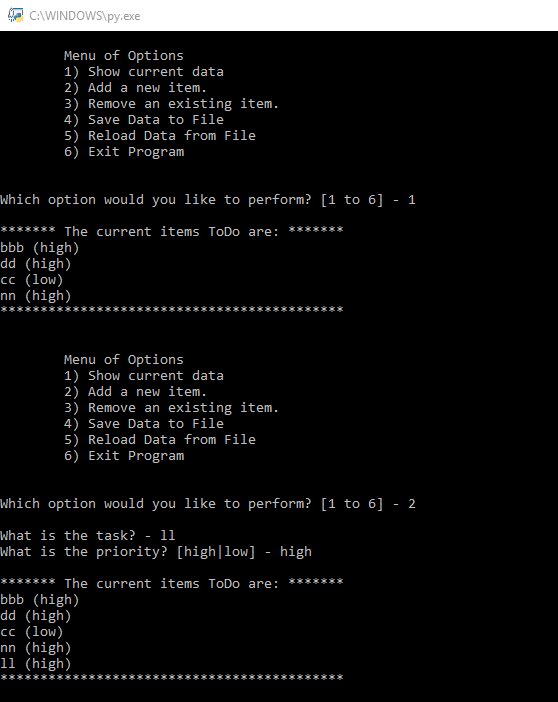 C:\WINDOWS\py.exe
Menu of Options
1) Show current data
2) Add a new item.
3) Remove an existing item.
4) Save Data to File
5) Reload Data from File
6) Exit Program
Which option would you like to perform? [1 to 6] - 1
******* The current items ToDo are: *******
bbb (high)
dd (high)
cc (low)
nn (high)
*******************************************
Menu of Options
1) Show current data
2) Add a new item.
3) Remove an existing item.
4) Save Data to File
5) Reload Data from File
6) Exit Program
Which option would you like to perform? [1 to 6] - 2
What is the task? - ll
What is the priority? [high|low] - high
******* The current items ToDo are: *******
bbb (high)
dd (high)
cc (low)
nn (high)
ll (high)
*******************************************